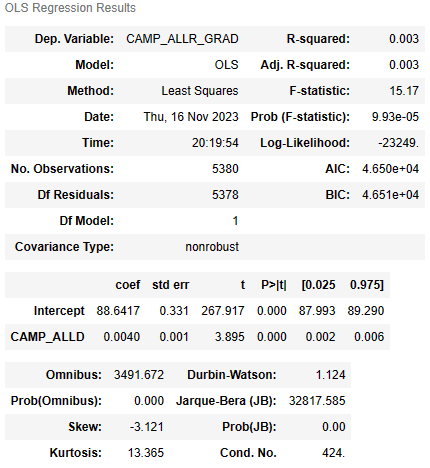 OLS Regression Results
Dep. Variable: CAMP_ALLR_GRAD R-squared: 0.003
Model: OLS Adj. R-squared: 0.003
Method: Least Squares F-statistic: 15.17
Date: Thu, 16 Nov 2023 Prob (F-statistic): 9.93e-05
Time: 20:19:54 Log-Likelihood: -23249.
No. Observations: 5380 AIC: 4.650e+04
Df Residuals: 5378 BIC: 4.651e+04
Df Model: 1
Covariance Type: nonrobust
coef std err t P>|t| [0.025 0.975]
Intercept 88.6417 0.331 267.917 0.000 87.993 89.290
CAMP_ALLD 0.0040 0.001 3.895 0.000 0.002 0.006
Omnibus: 3491.672 Durbin-Watson: 1.124
Prob(Omnibus): 0.000 Jarque-Bera (JB): 32817.585
Skew: -3.121 Prob(JB): 0.00
Kurtosis: 13.365 Cond. No. 424.